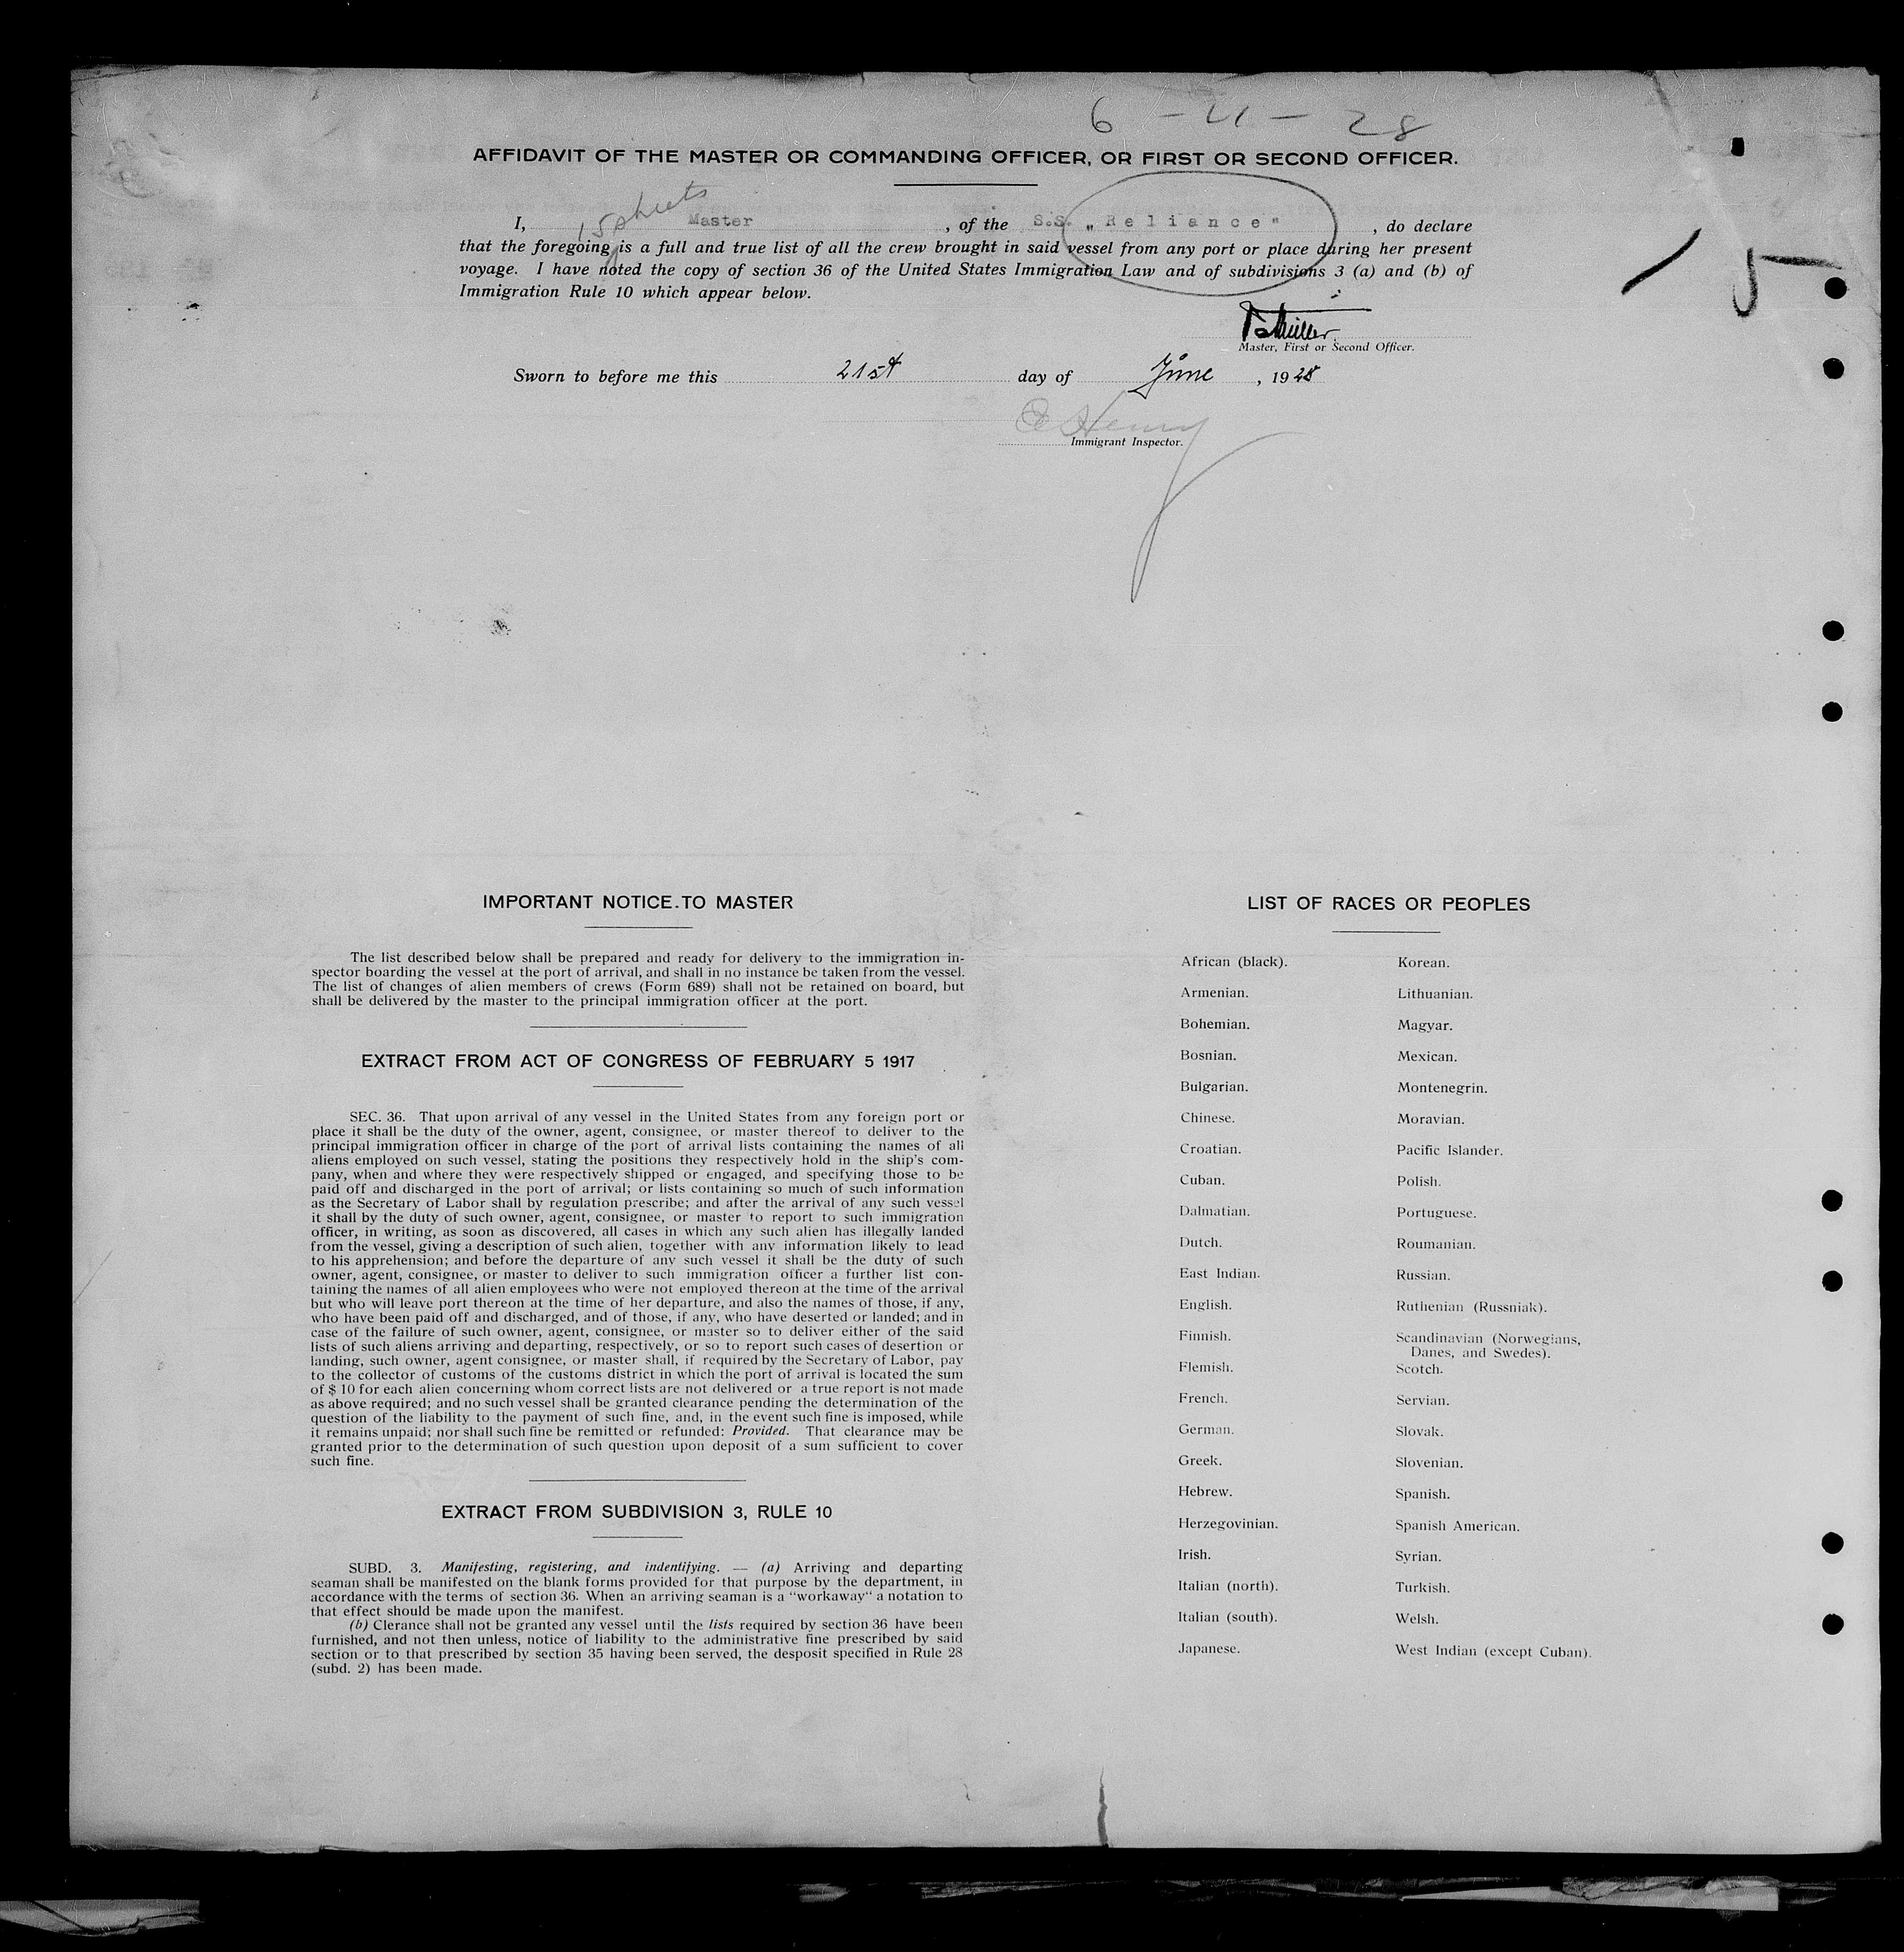 6 - 21 - 28
AFFIDAVIT OF THE MASTER OR COMMANDING OFFICER, OR FIRST OR SECOND OFFICER.
15 sheets
I, Master , of the S.S. „Reliance" , do declare
that the foregoing is a full and true list of all the crew brought in said vessel from any port or place during her present
voyage. I have noted the copy of section 36 of the United States Immigration Law and of subdivisions 3 (a) and (b) of
Immigration Rule 10 which appear below.
15
Müller
Master, First or Second Officer.
Sworn to before me this 21st day of June , 1928
Henry
Immigrant Inspector.
IMPORTANT NOTICE TO MASTER
The list described below shall be prepared and ready for delivery to the immigration in-
spector boarding the vessel at the port of arrival, and shall in no instance be taken from the vessel.
The list of changes of alien members of crews (Form 689) shall not be retained on board, but
shall be delivered by the master to the principal immigration officer at the port.
EXTRACT FROM ACT OF CONGRESS OF FEBRUARY 5 1917
SEC. 36. That upon arrival of any vessel in the United States from any foreign port or
place it shall be the duty of the owner, agent, consignee, or master thereof to deliver to the
principal immigration officer in charge of the port of arrival lists containing the names of all
aliens employed on such vessel, stating the positions they respectively hold in the ship's com-
pany, when and where they were respectively shipped or engaged, and specifying those to be
paid off and discharged in the port of arrival; or lists containing so much of such information
as the Secretary of Labor shall by regulation prescribe; and after the arrival of any such vessel
it shall by the duty of such owner, agent, consignee, or master to report to such immigration
officer, in writing, as soon as discovered, all cases in which any such alien has illegally landed
from the vessel, giving a description of such alien, together with any information likely to lead
to his apprehension; and before the departure of any such vessel it shall be the duty of such
owner, agent, consignee, or master to deliver to such immigration officer a further list con-
taining the names of all alien employees who were not employed thereon at the time of the arrival
but who will leave port thereon at the time of her departure, and also the names of those, if any,
who have been paid off and discharged, and of those, if any, who have deserted or landed; and in
case of the failure of such owner, agent, consignee, or master so to deliver either of the said
lists of such aliens arriving and departing, respectively, or so to report such cases of desertion or
landing, such owner, agent consignee, or master shall, if required by the Secretary of Labor, pay
to the collector of customs of the customs district in which the port of arrival is located the sum
of $ 10 for each alien concerning whom correct lists are not delivered or a true report is not made
as above required; and no such vessel shall be granted clearance pending the determination of the
question of the liability to the payment of such fine, and, in the event such fine is imposed, while
it remains unpaid; nor shall such fine be remitted or refunded: Provided. That clearance may be
granted prior to the determination of such question upon deposit of a sum sufficient to cover
such fine.
EXTRACT FROM SUBDIVISION 3, RULE 10
SUBD. 3. Manifesting, registering, and indentifying. — (a) Arriving and departing
seaman shall be manifested on the blank forms provided for that purpose by the department, in
accordance with the terms of section 36. When an arriving seaman is a "workaway" a notation to
that effect should be made upon the manifest.
(b) Clerance shall not be granted any vessel until the lists required by section 36 have been
furnished, and not then unless, notice of liability to the administrative fine prescribed by said
section or to that prescribed by section 35 having been served, the desposit specified in Rule 28
(subd. 2) has been made.
LIST OF RACES OR PEOPLES
African (black). Korean.
Armenian. Lithuanian.
Bohemian. Magyar.
Bosnian. Mexican.
Bulgarian. Montenegrin.
Chinese. Moravian.
Croatian. Pacific Islander.
Cuban. Polish.
Dalmatian. Portuguese.
Dutch. Roumanian.
East Indian. Russian.
English. Ruthenian (Russniak).
Finnish. Scandinavian (Norwegians,
Danes, and Swedes).
Flemish. Scotch.
French. Servian.
German. Slovak.
Greek. Slovenian.
Hebrew. Spanish.
Herzegovinian. Spanish American.
Irish. Syrian.
Italian (north). Turkish.
Italian (south). Welsh.
Japanese. West Indian (except Cuban).